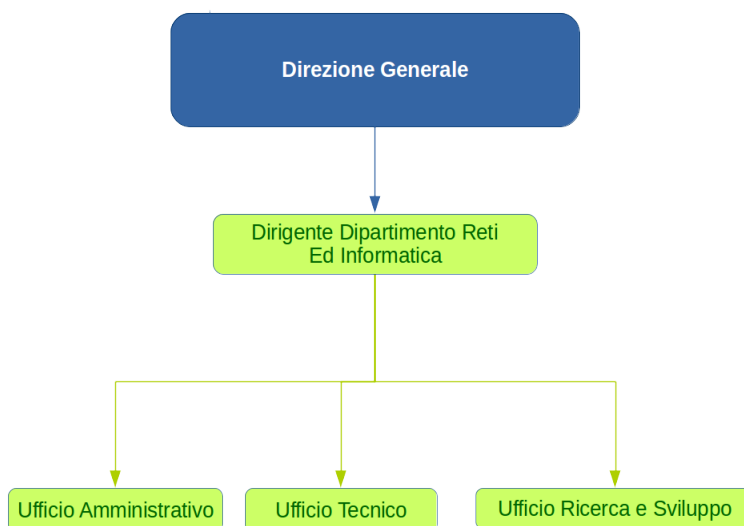 Direzione Generale
Dirigente Dipartimento Reti
Ed Informatica
Ufficio Amministrativo
Ufficio Tecnico
Ufficio Ricerca e Sviluppo